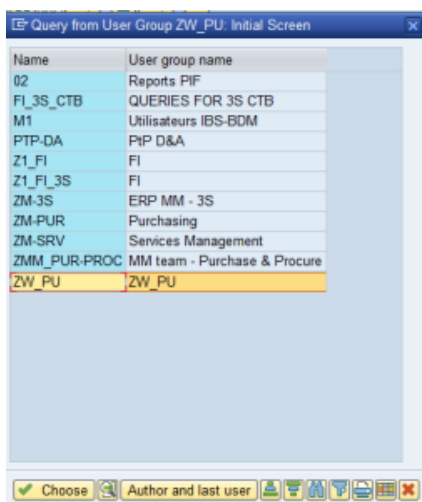 Query from User Group ZW_PU: Initial Screen
Name User group name
02 Reports PIF
FI_3S_CTB QUERIES FOR 3S CTB
M1 Utilisateurs IBS-BDM
PTP-DA PtP D&A
Z1_FI FI
Z1_FI_3S FI
ZM-3S ERP MM - 3S
ZM-PUR Purchasing
ZM-SRV Services Management
ZMM_PUR-PROC MM team - Purchase & Procure
ZW_PU ZW_PU
Choose Author and last user